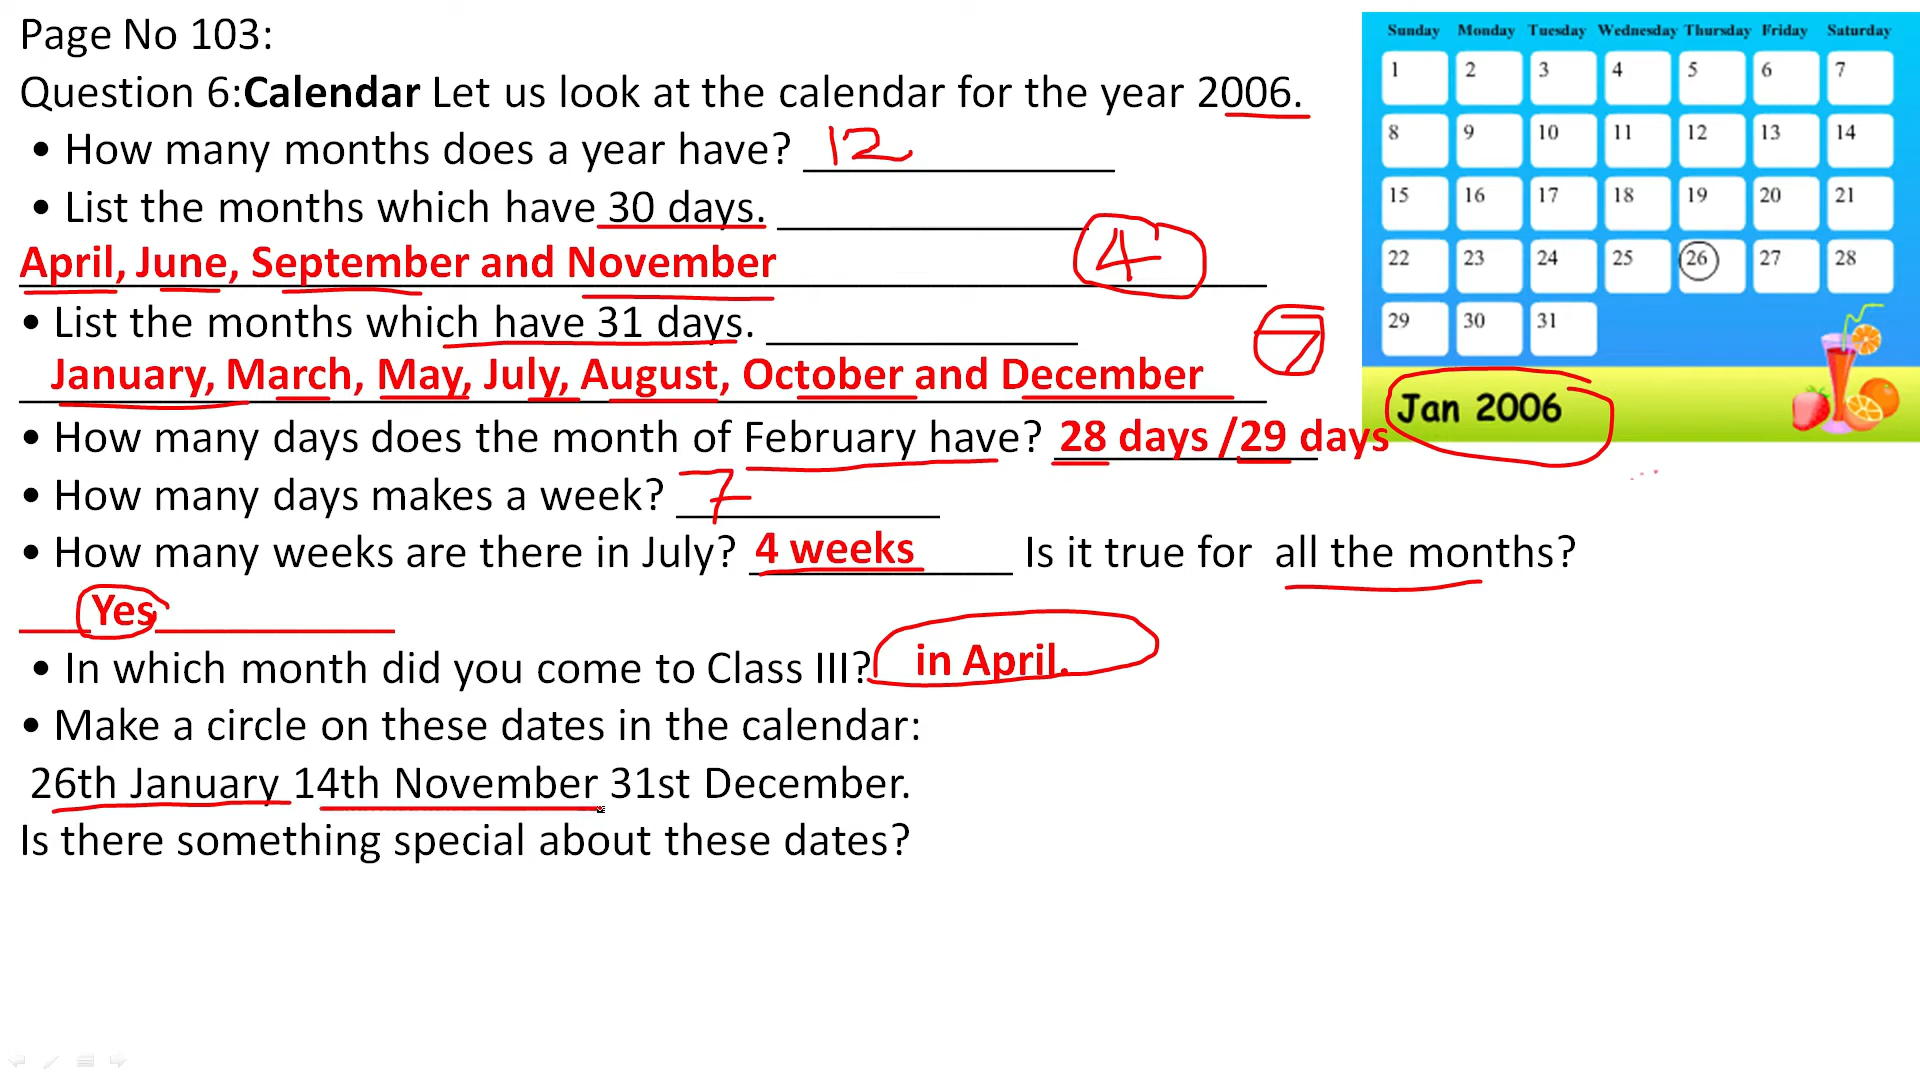 Page No 103:
Question 6:Calendar Let us look at the calendar for the year 2006.
• How many months does a year have? 12
• List the months which have 30 days.
April, June, September and November 4
• List the months which have 31 days.
7
January, March, May, July, August, October and December
• How many days does the month of February have? 28 days /29 days
• How many days makes a week? 7
• How many weeks are there in July? 4 weeks Is it true for all the months?
Yes
• In which month did you come to Class III? in April.
• Make a circle on these dates in the calendar:
26th January 14th November 31st December.
Is there something special about these dates?
Sunday Monday Tuesday Wednesday Thursday Friday Saturday
1 2 3 4 5 6 7
8 9 10 11 12 13 14
15 16 17 18 19 20 21
22 23 24 25 26 27 28
29 30 31
Jan 2006